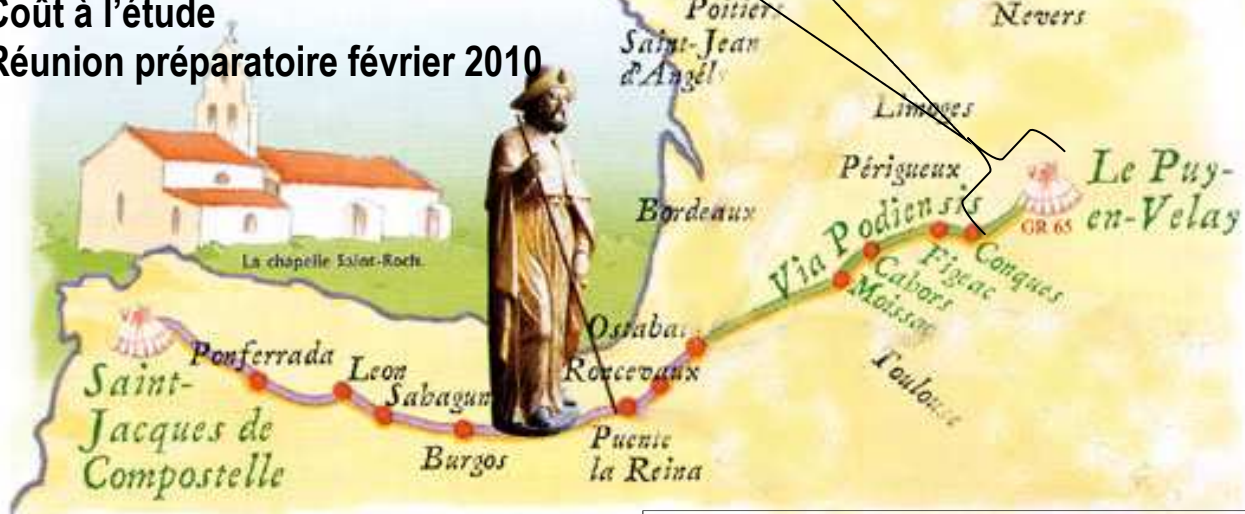 Coût à l’étude
Réunion préparatoire février 2010
Poitiers
Nevers
Saint-Jean
d'Angély
Limoges
Périgueux
Le Puy-
en-Velay
GR 65
Bordeaux
Via Podiensis
Conques
Figeac
Cahors
Moissac
Toulouse
La chapelle Saint-Roch.
Ostabat
Roncevaux
Puente
la Reina
Burgos
Sahagun
Leon
Ponferrada
Saint-
Jacques de
Compostelle